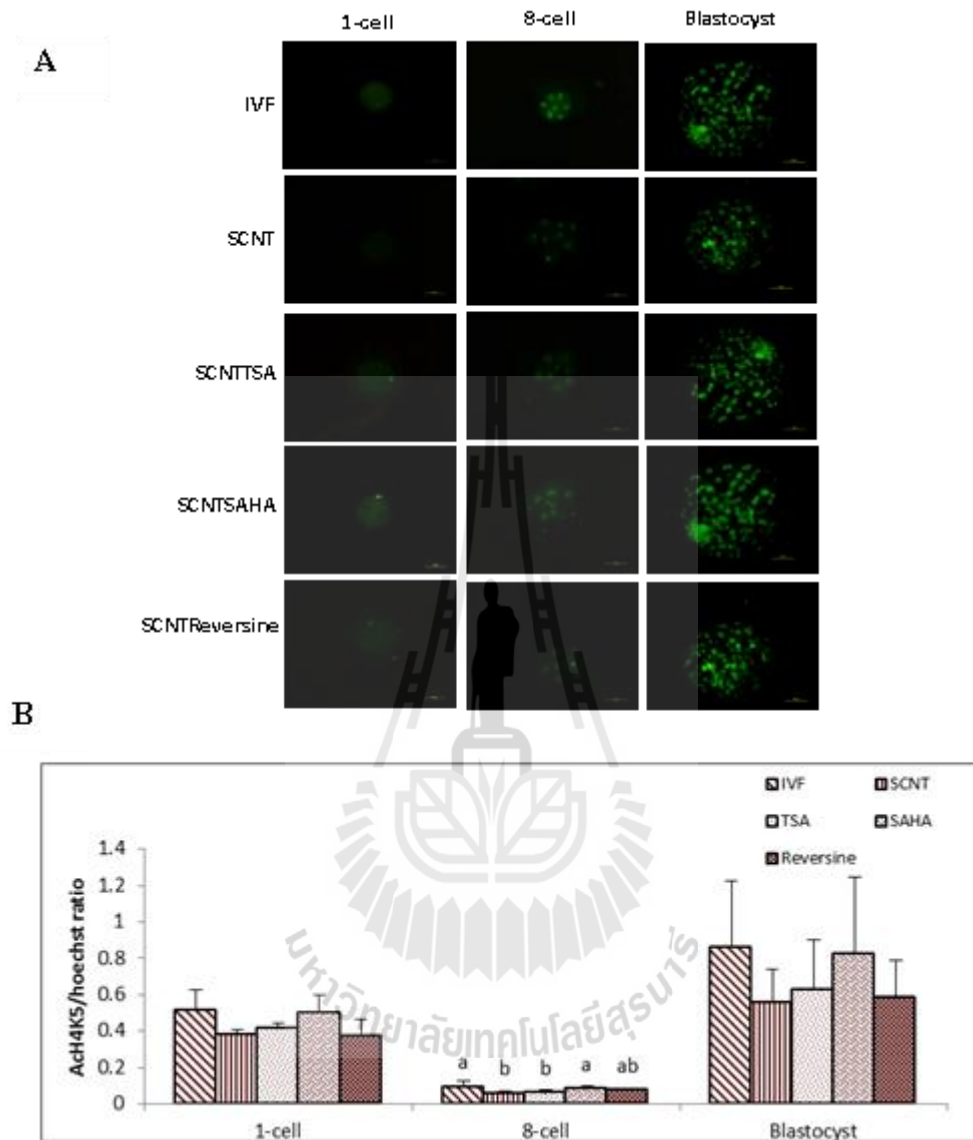 1-cell 8-cell Blastocyst
A
IVF
SCNT
SCNTTSA
SCNTSAHA
SCNTReversine
B
IVF SCNT
TSA SAHA
Reversine
AcH4K5/hoechst ratio
1.4
1.2
1
0.8
0.6
0.4
0.2
0
a b b a ab
1-cell 8-cell Blastocyst
มหาวิทยาลัยเทคโนโลยีสุรนารี